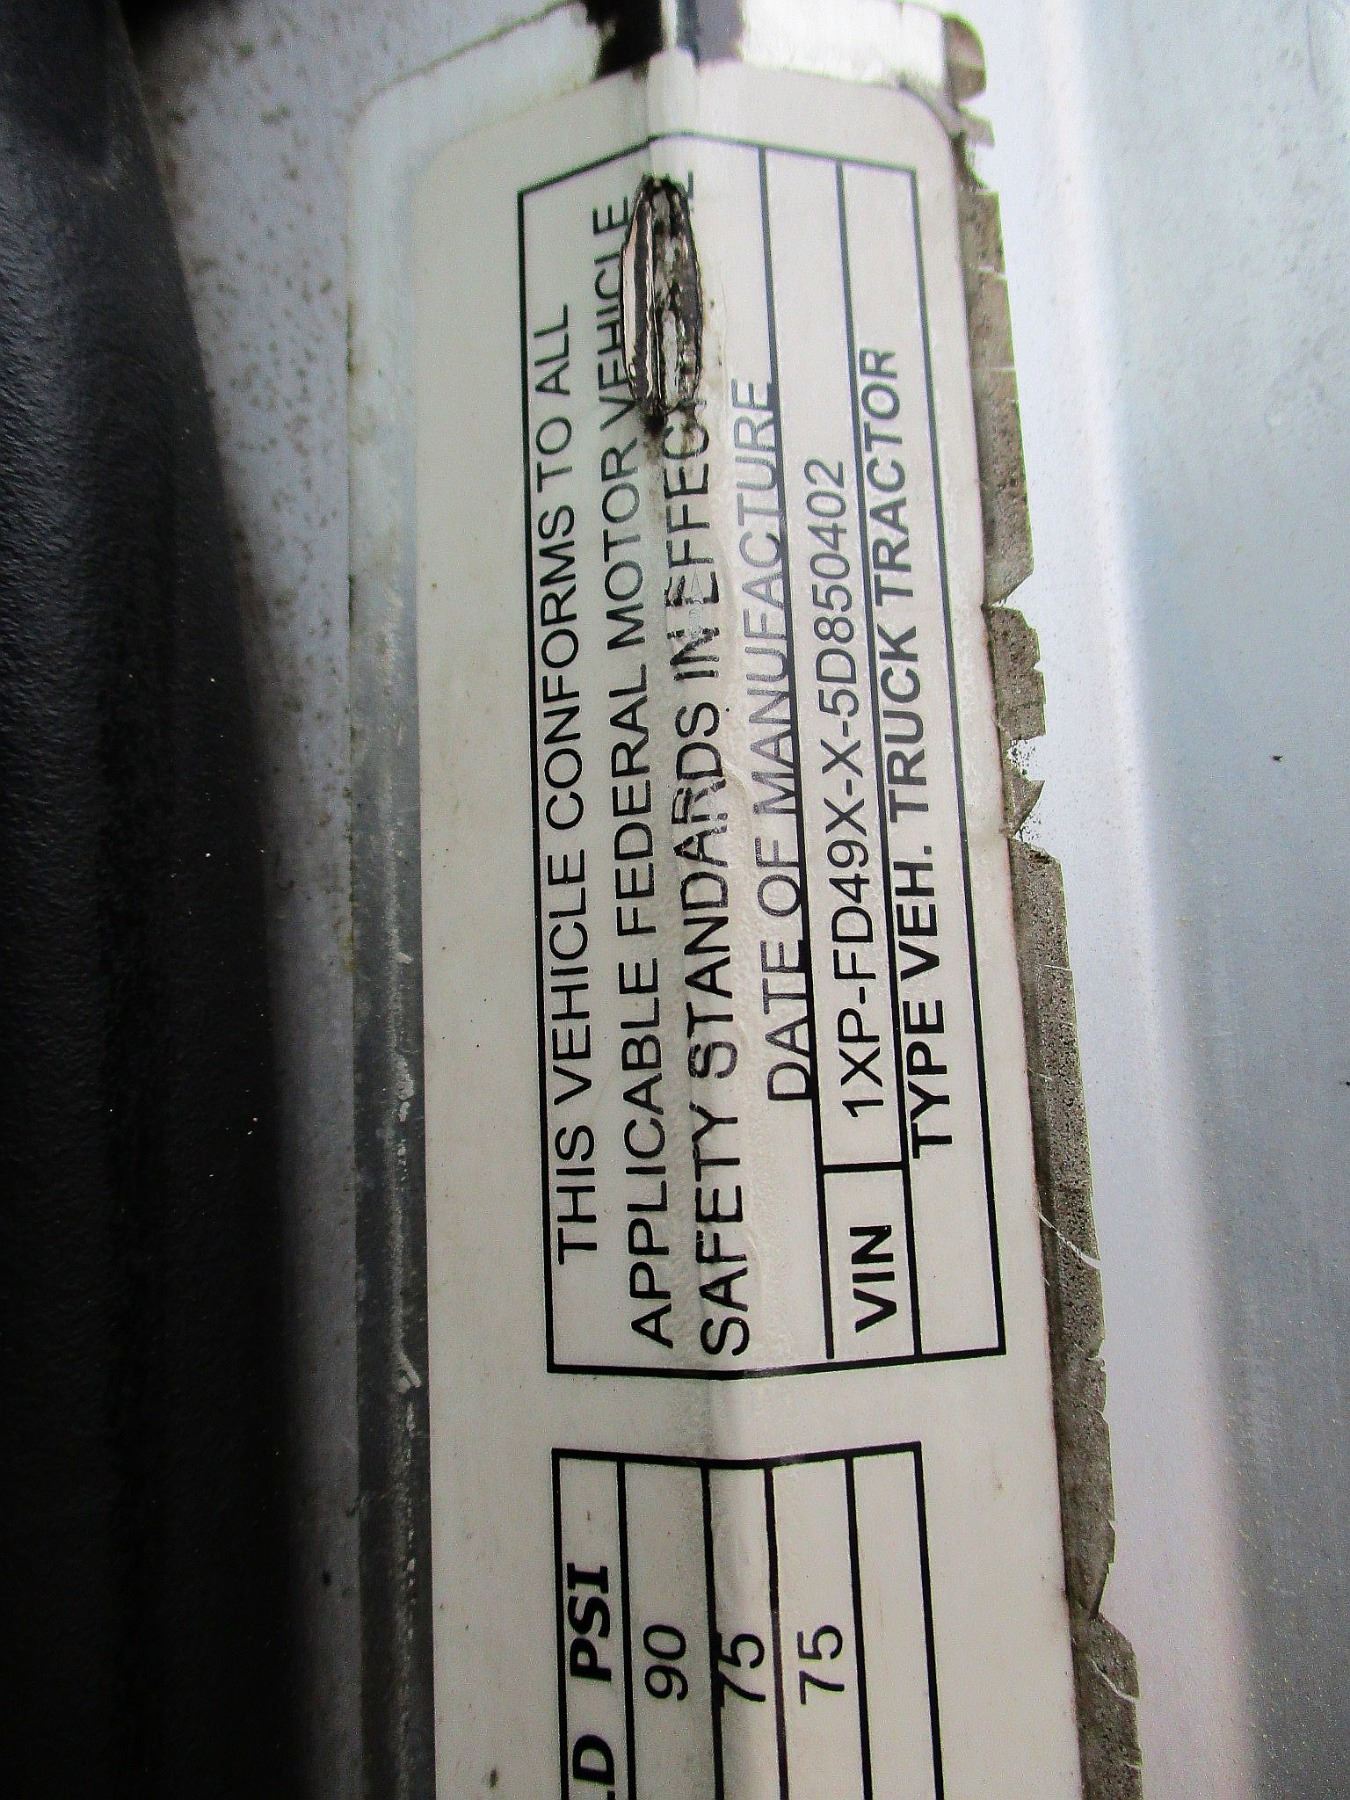 THIS VEHICLE CONFORMS TO ALL
APPLICABLE FEDERAL MOTOR VEHICLE
SAFETY STANDARDS IN
DATE OF MANUFACTURE
VIN 1XP-FD49X-X-5D850402
TYPE VEH. TRUCK TRACTOR
PSI
90
75
75